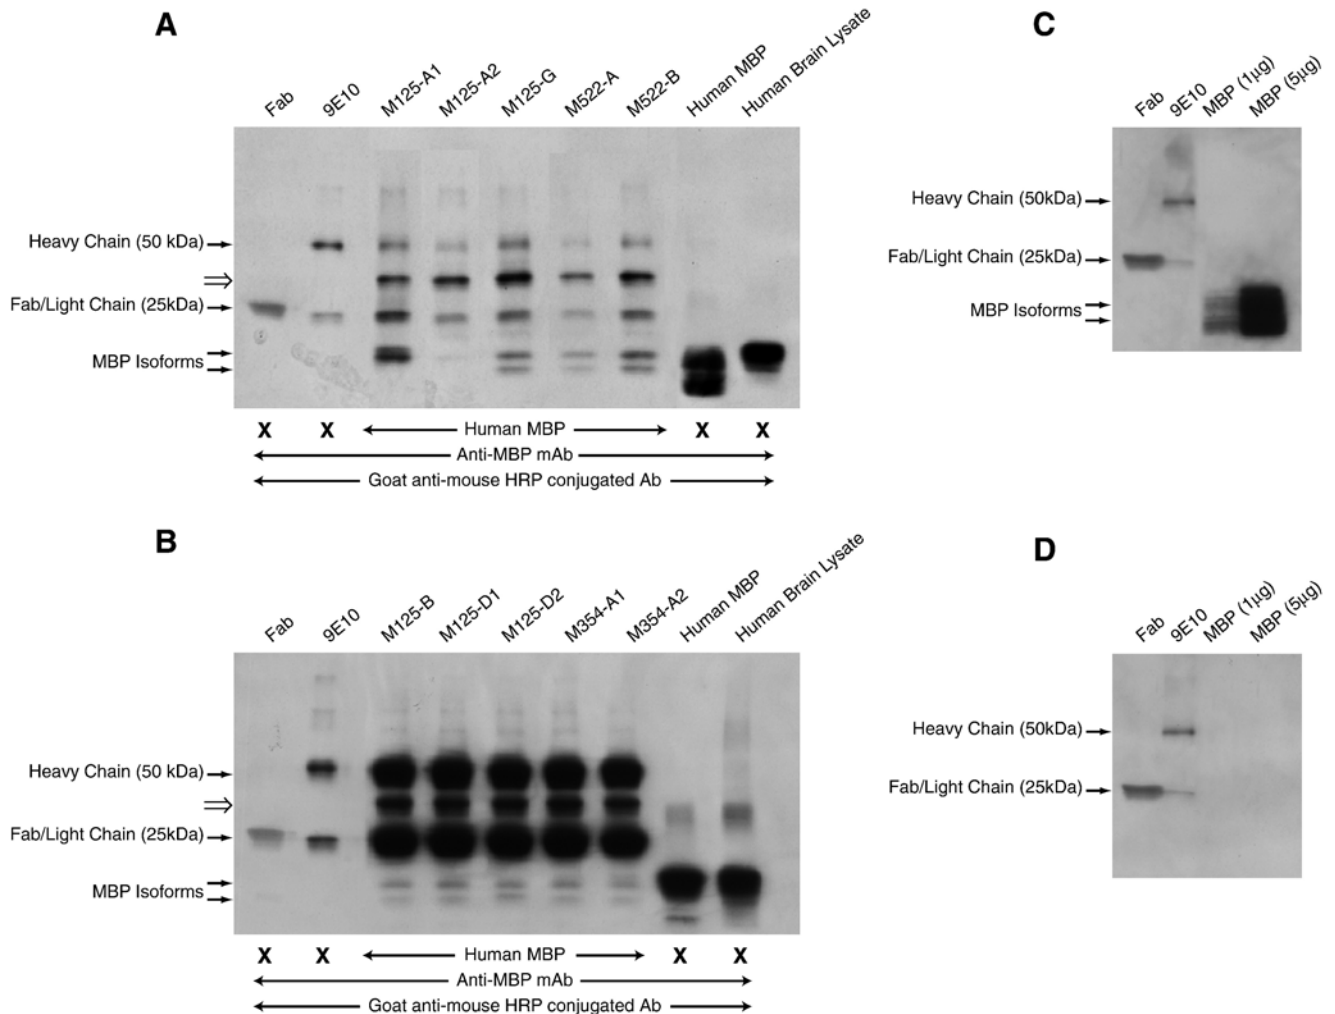 A
Fab 9E10 M125-A1 M125-A2 M125-G M522-A M522-B Human MBP Human Brain Lysate
Heavy Chain (50 kDa)
Fab/Light Chain (25kDa)
MBP Isoforms
X X Human MBP X X
Anti-MBP mAb
Goat anti-mouse HRP conjugated Ab
B
Fab 9E10 M125-B M125-D1 M125-D2 M354-A1 M354-A2 Human MBP Human Brain Lysate
Heavy Chain (50 kDa)
Fab/Light Chain (25kDa)
MBP Isoforms
X X Human MBP X X
Anti-MBP mAb
Goat anti-mouse HRP conjugated Ab
C
Fab 9E10 MBP (1µg) MBP (5µg)
Heavy Chain (50kDa)
Fab/Light Chain (25kDa)
MBP Isoforms
D
Fab 9E10 MBP (1µg) MBP (5µg)
Heavy Chain (50kDa)
Fab/Light Chain (25kDa)